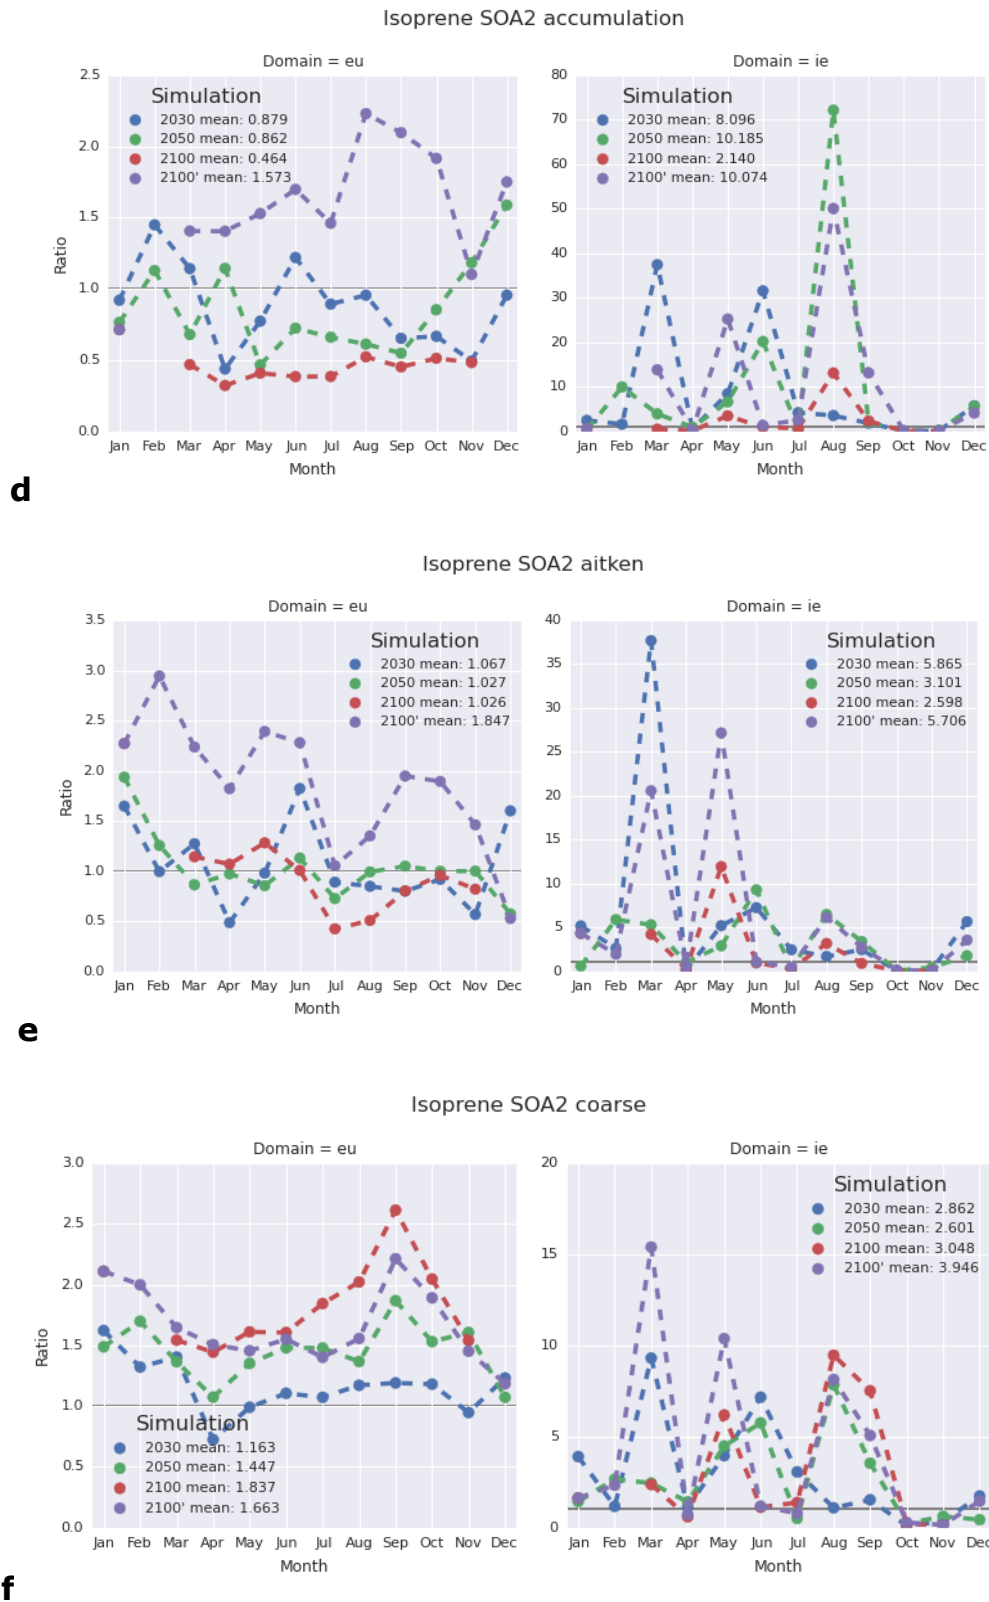 Isoprene SOA2 accumulation
Domain = eu
Domain = ie
2.5
2.0
1.5
1.0
0.5
0.0
Ratio
Simulation
2030 mean: 0.879
2050 mean: 0.862
2100 mean: 0.464
2100' mean: 1.573
Jan Feb Mar Apr May Jun Jul Aug Sep Oct Nov Dec
Month
80
70
60
50
40
30
20
10
0
Simulation
2030 mean: 8.096
2050 mean: 10.185
2100 mean: 2.140
2100' mean: 10.074
Jan Feb Mar Apr May Jun Jul Aug Sep Oct Nov Dec
Month
d
Isoprene SOA2 aitken
Domain = eu
Domain = ie
3.5
3.0
2.5
2.0
1.5
1.0
0.5
0.0
Ratio
Simulation
2030 mean: 1.067
2050 mean: 1.027
2100 mean: 1.026
2100' mean: 1.847
Jan Feb Mar Apr May Jun Jul Aug Sep Oct Nov Dec
Month
40
35
30
25
20
15
10
5
0
Simulation
2030 mean: 5.865
2050 mean: 3.101
2100 mean: 2.598
2100' mean: 5.706
Jan Feb Mar Apr May Jun Jul Aug Sep Oct Nov Dec
Month
e
Isoprene SOA2 coarse
Domain = eu
Domain = ie
3.0
2.5
2.0
1.5
1.0
0.5
0.0
Ratio
Simulation
2030 mean: 1.163
2050 mean: 1.447
2100 mean: 1.837
2100' mean: 1.663
Jan Feb Mar Apr May Jun Jul Aug Sep Oct Nov Dec
Month
20
15
10
5
0
Simulation
2030 mean: 2.862
2050 mean: 2.601
2100 mean: 3.048
2100' mean: 3.946
Jan Feb Mar Apr May Jun Jul Aug Sep Oct Nov Dec
Month
f